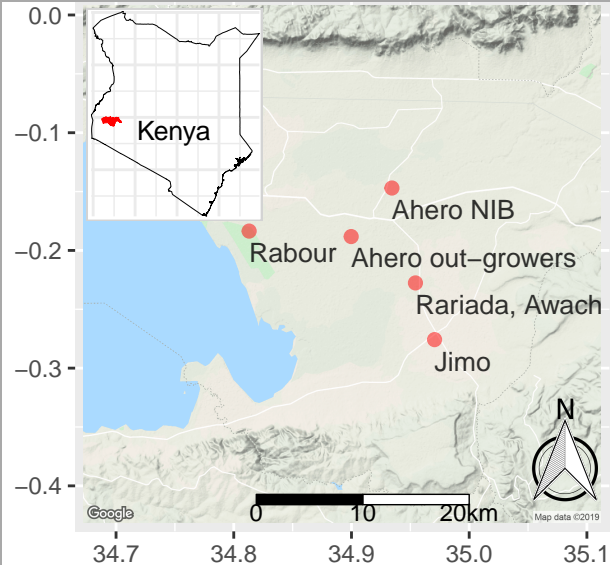 0.0
−0.1
−0.2
−0.3
−0.4
Kenya
Ahero NIB
Rabour
Ahero out−growers
Rariada, Awach
Jimo
N
0 10 20km
Google
Map data ©2019
34.7 34.8 34.9 35.0 35.1